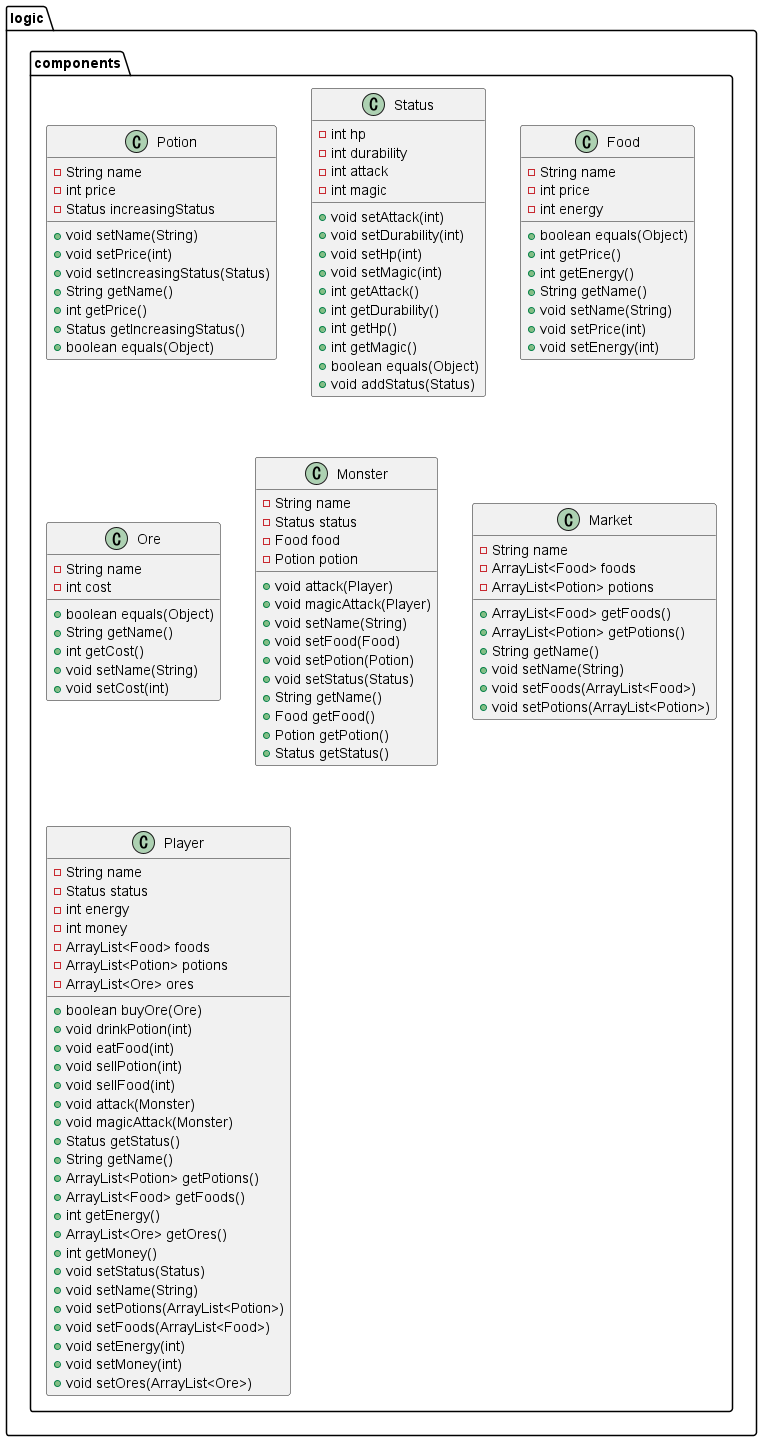 logic
components
C Potion
String name
int price
Status increasingStatus
void setName(String)
void setPrice(int)
void setIncreasingStatus(Status)
String getName()
int getPrice()
Status getIncreasingStatus()
boolean equals(Object)
C Status
int hp
int durability
int attack
int magic
void setAttack(int)
void setDurability(int)
void setHp(int)
void setMagic(int)
int getAttack()
int getDurability()
int getHp()
int getMagic()
boolean equals(Object)
void addStatus(Status)
C Food
String name
int price
int energy
boolean equals(Object)
int getPrice()
int getEnergy()
String getName()
void setName(String)
void setPrice(int)
void setEnergy(int)
C Ore
String name
int cost
boolean equals(Object)
String getName()
int getCost()
void setName(String)
void setCost(int)
C Monster
String name
Status status
Food food
Potion potion
void attack(Player)
void magicAttack(Player)
void setName(String)
void setFood(Food)
void setPotion(Potion)
void setStatus(Status)
String getName()
Food getFood()
Potion getPotion()
Status getStatus()
C Market
String name
ArrayList<Food> foods
ArrayList<Potion> potions
ArrayList<Food> getFoods()
ArrayList<Potion> getPotions()
String getName()
void setName(String)
void setFoods(ArrayList<Food>)
void setPotions(ArrayList<Potion>)
C Player
String name
Status status
int energy
int money
ArrayList<Food> foods
ArrayList<Potion> potions
ArrayList<Ore> ores
boolean buyOre(Ore)
void drinkPotion(int)
void eatFood(int)
void sellPotion(int)
void sellFood(int)
void attack(Monster)
void magicAttack(Monster)
Status getStatus()
String getName()
ArrayList<Potion> getPotions()
ArrayList<Food> getFoods()
int getEnergy()
ArrayList<Ore> getOres()
int getMoney()
void setStatus(Status)
void setName(String)
void setPotions(ArrayList<Potion>)
void setFoods(ArrayList<Food>)
void setEnergy(int)
void setMoney(int)
void setOres(ArrayList<Ore>)